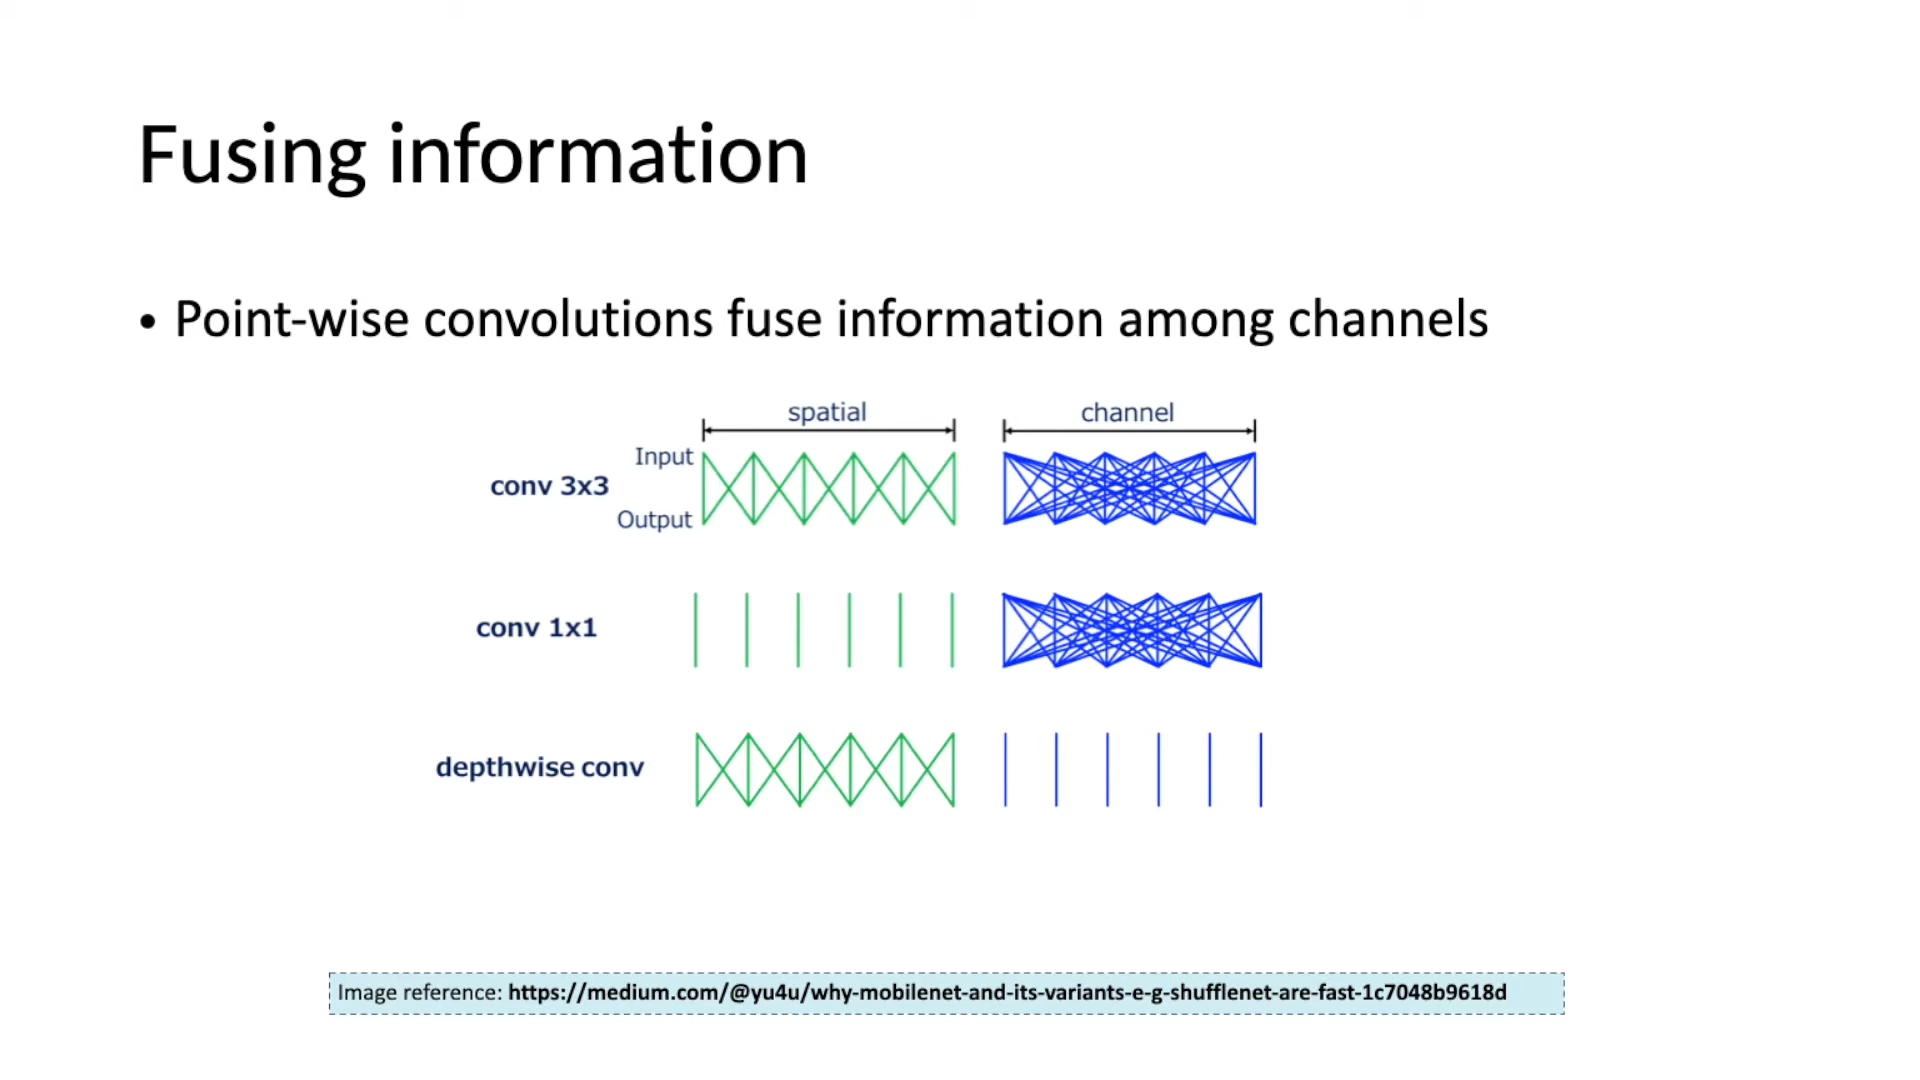 Fusing information
• Point-wise convolutions fuse information among channels
spatial
channel
Input
conv 3x3
Output
conv 1x1
depthwise conv
Image reference: https://medium.com/@yu4u/why-mobilenet-and-its-variants-e-g-shufflenet-are-fast-1c7048b9618d